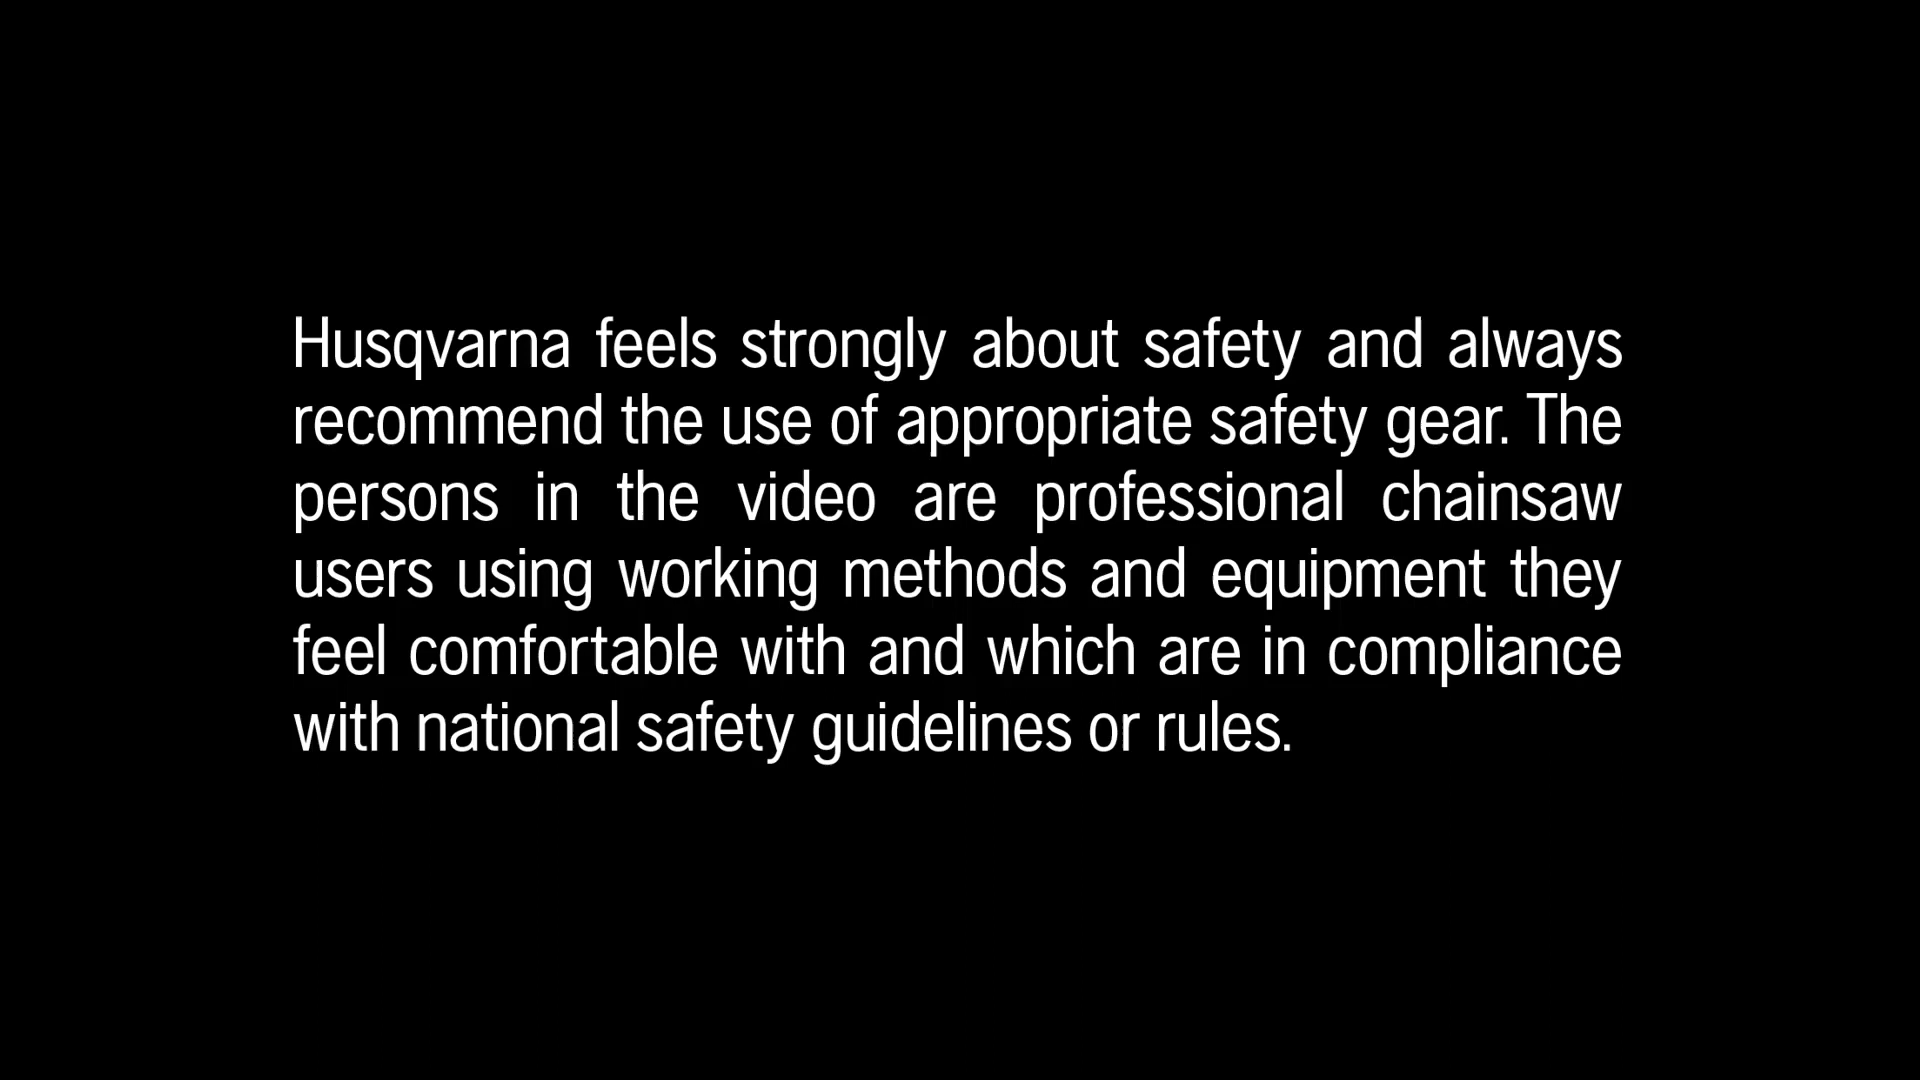 Husqvarna feels strongly about safety and always
recommend the use of appropriate safety gear. The
persons in the video are professional chainsaw
users using working methods and equipment they
feel comfortable with and which are in compliance
with national safety guidelines or rules.